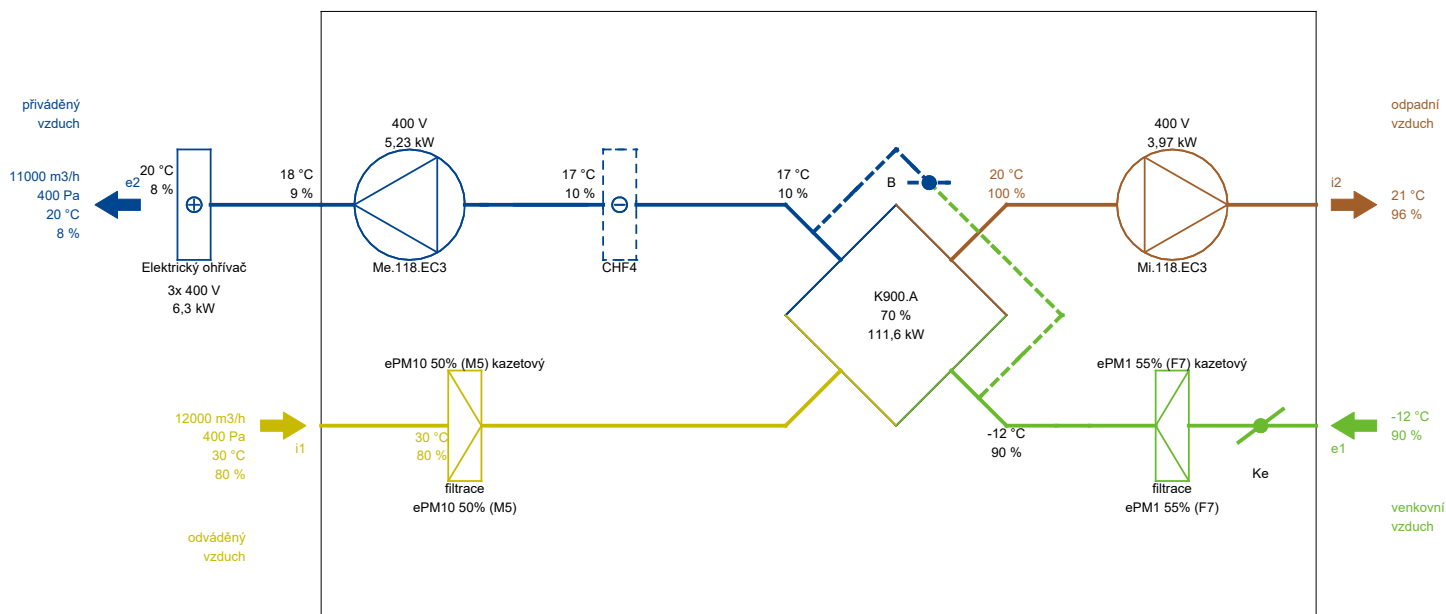 přiváděný
vzduch
11000 m3/h
400 Pa
20 °C
8 %
e2
20 °C
8 %
Elektrický ohřívač
3x 400 V
6,3 kW
18 °C
9 %
400 V
5,23 kW
Me.118.EC3
17 °C
10 %
CHF4
17 °C
10 %
B
20 °C
100 %
400 V
3,97 kW
Mi.118.EC3
odpadní
vzduch
i2
21 °C
96 %
K900.A
70 %
111,6 kW
12000 m3/h
400 Pa
30 °C
80 %
i1
odváděný
vzduch
ePM10 50% (M5) kazetový
30 °C
80 %
filtrace
ePM10 50% (M5)
-12 °C
90 %
ePM1 55% (F7) kazetový
filtrace
ePM1 55% (F7)
Ke
e1
-12 °C
90 %
venkovní
vzduch